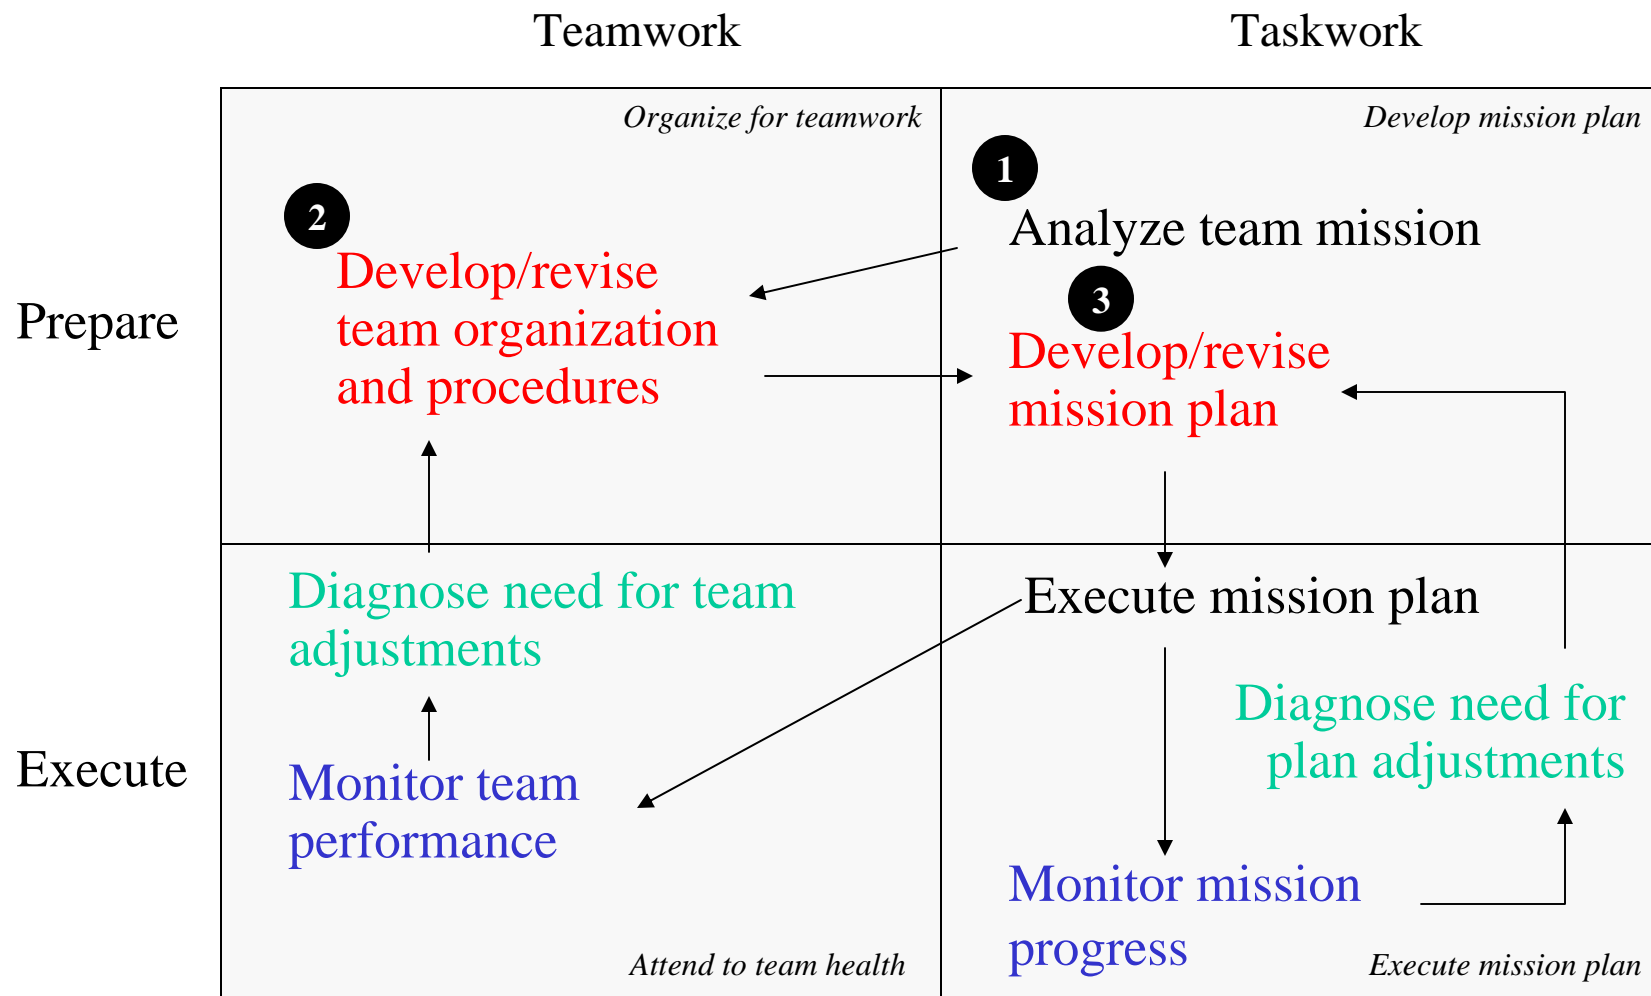 Teamwork
Taskwork
Organize for teamwork
Develop mission plan
1
Analyze team mission
2
Develop/revise
team organization
and procedures
Prepare
3
Develop/revise
mission plan
Diagnose need for team
adjustments
Execute mission plan
Diagnose need for
plan adjustments
Execute
Monitor team
performance
Monitor mission
progress
Attend to team health
Execute mission plan